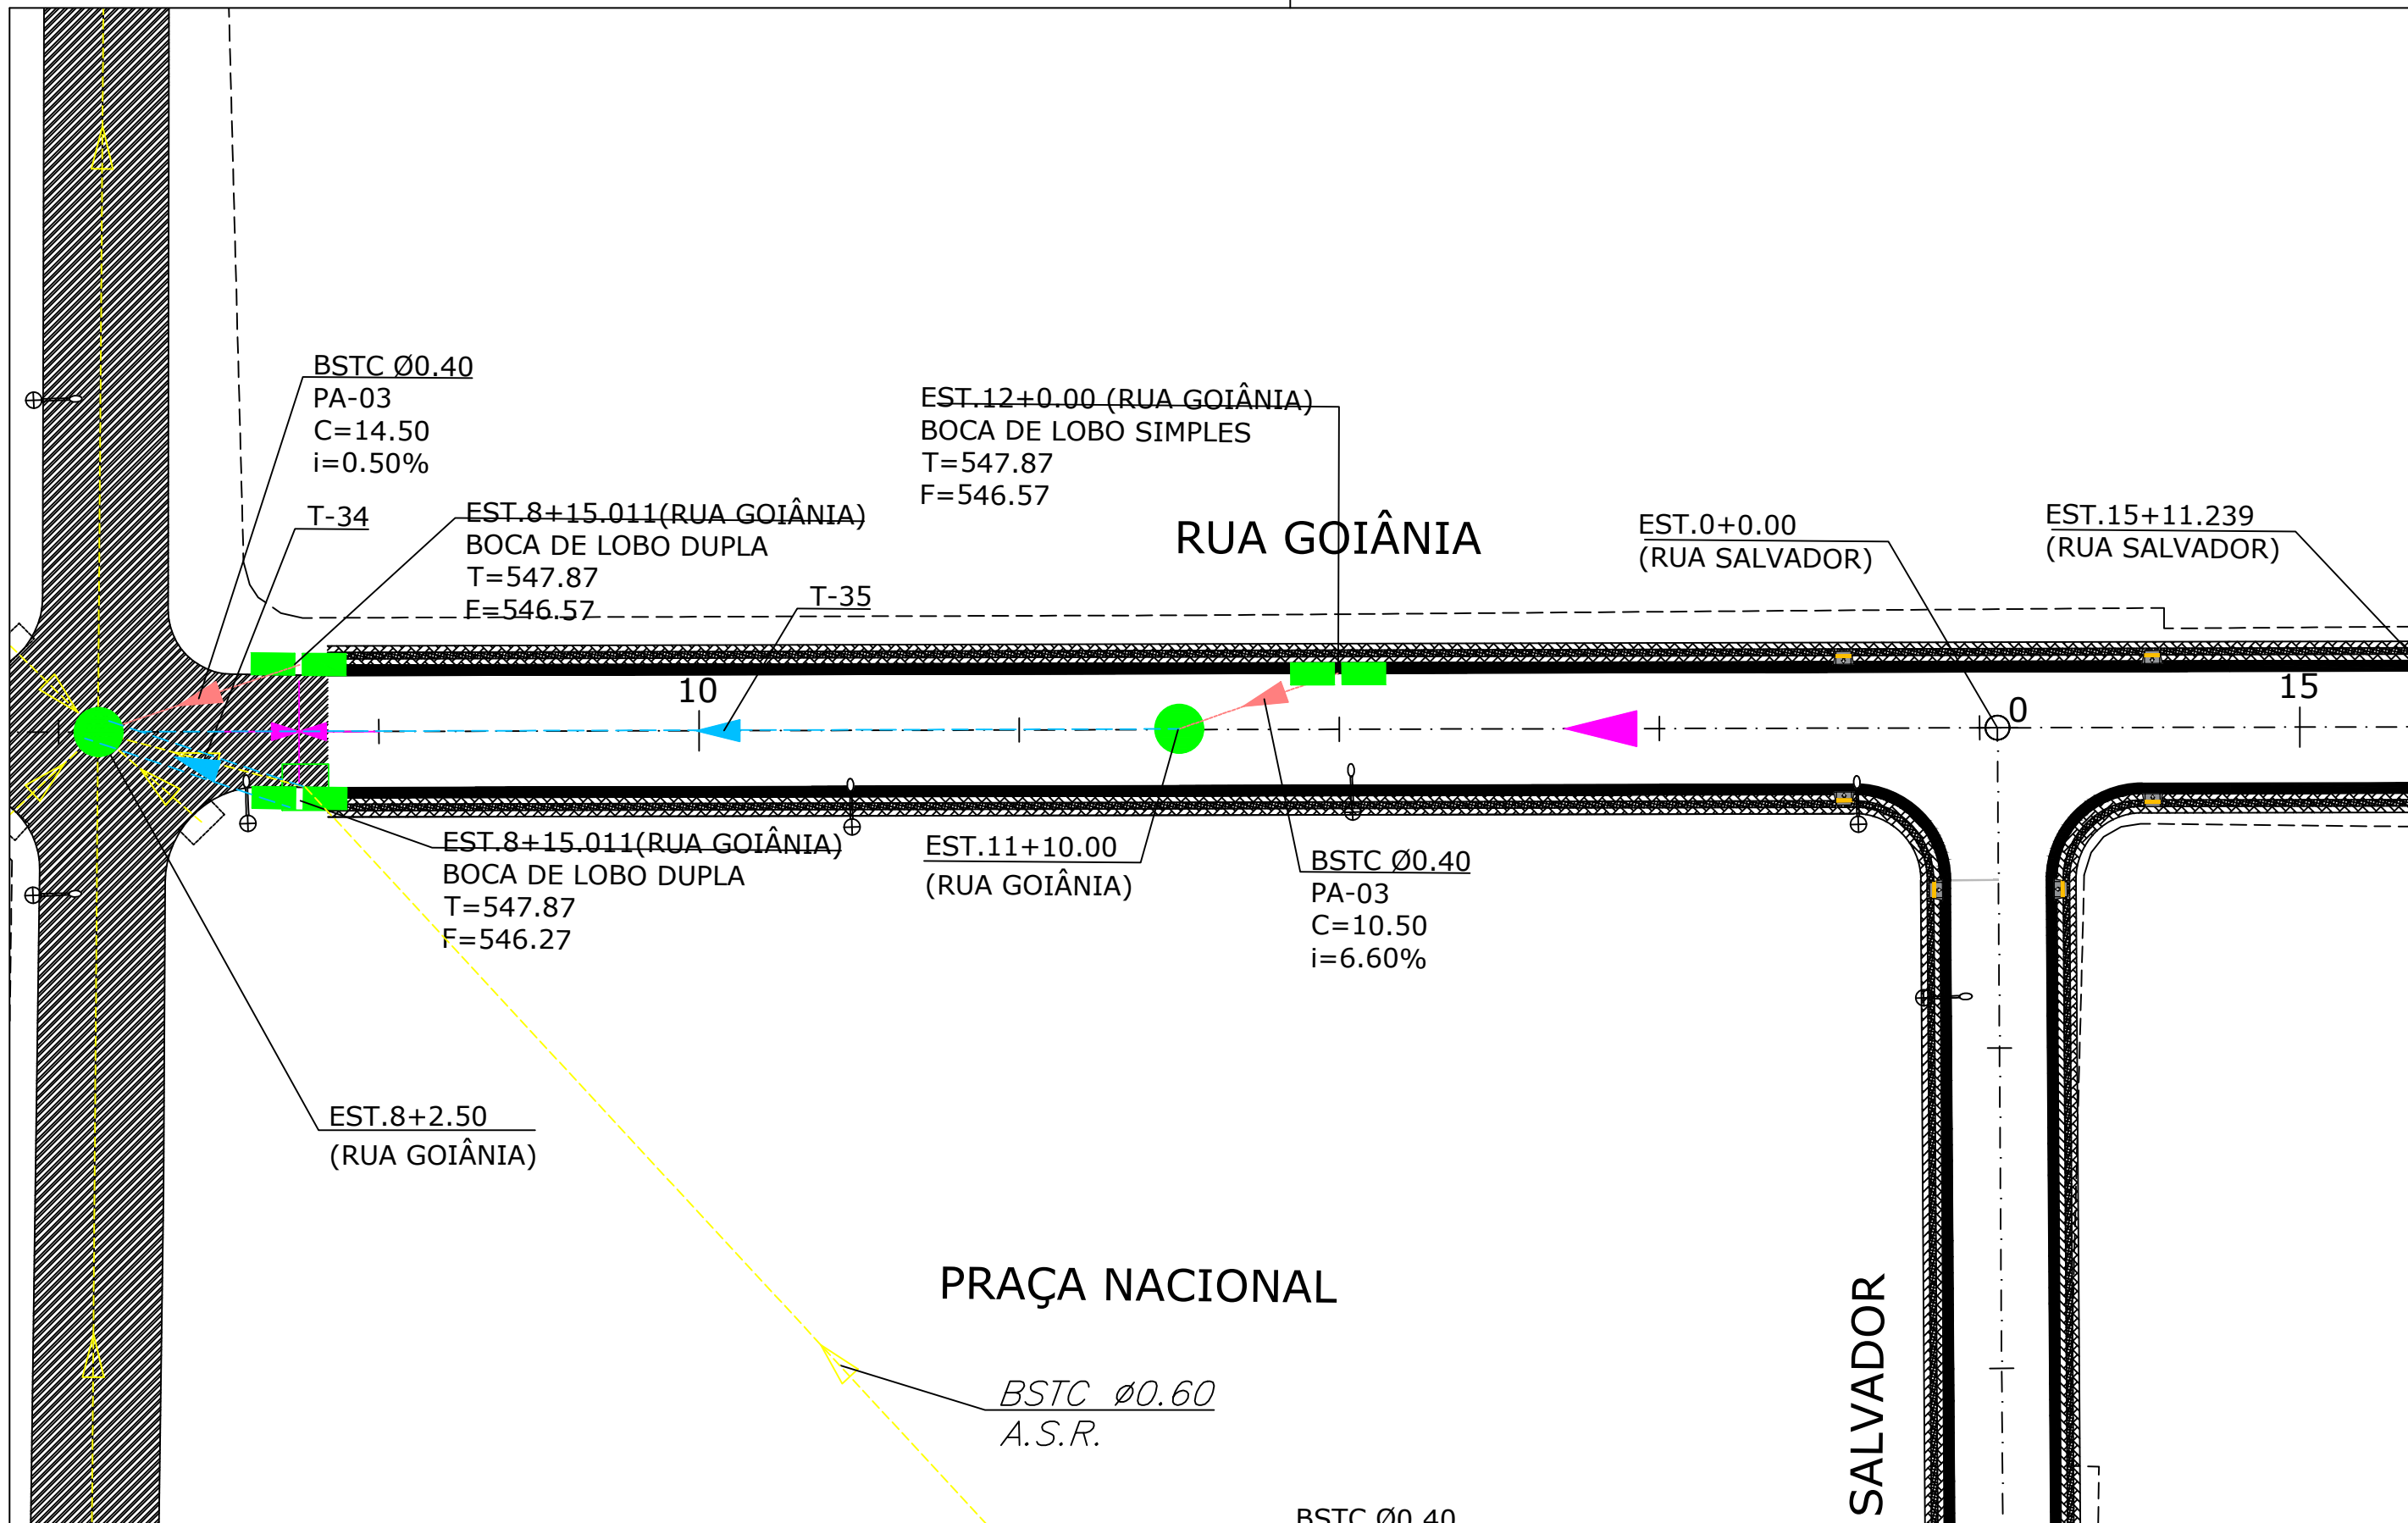 BSTC Ø0.40
PA-03
C=14.50
i=0.50%
T-34
EST.8+15.011(RUA GOIÂNIA)
BOCA DE LOBO DUPLA
T=547.87
F=546.57
T-35
EST.12+0.00 (RUA GOIÂNIA)
BOCA DE LOBO SIMPLES
T=547.87
F=546.57
RUA GOIÂNIA
EST.0+0.00
(RUA SALVADOR)
EST.15+11.239
(RUA SALVADOR)
10
0
15
EST.8+15.011(RUA GOIÂNIA)
BOCA DE LOBO DUPLA
T=547.87
F=546.27
EST.11+10.00
(RUA GOIÂNIA)
BSTC Ø0.40
PA-03
C=10.50
i=6.60%
EST.8+2.50
(RUA GOIÂNIA)
PRAÇA NACIONAL
BSTC Ø0.60
A.S.R.
SALVADOR
BSTC Ø0.40